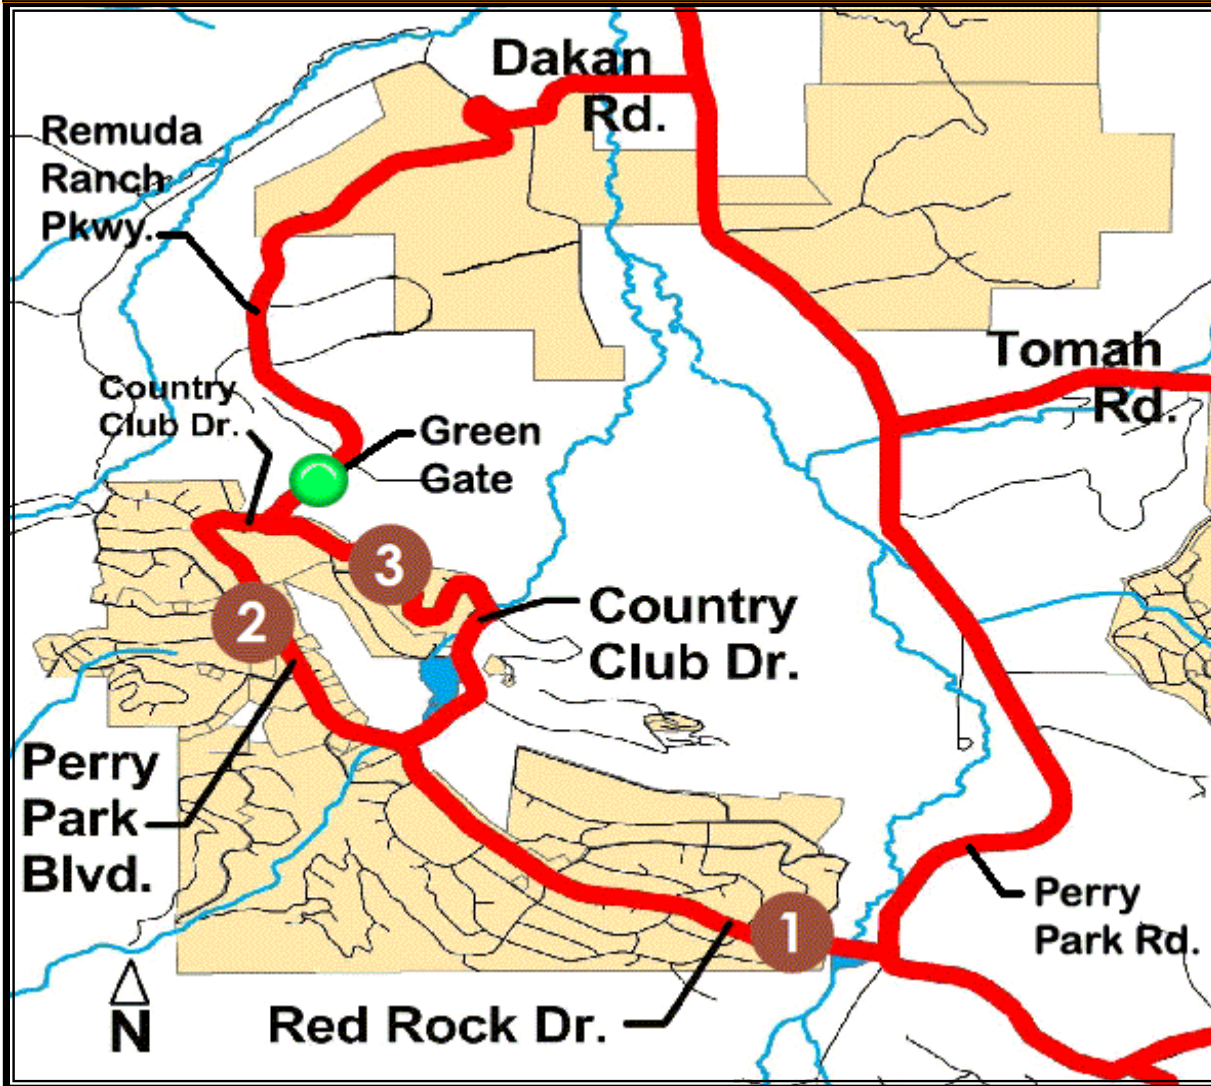 Dakan
Rd.
Remuda
Ranch
Pkwy.
Tomah
Rd.
Country
Club Dr.
Green
Gate
3
2
Country
Club Dr.
Perry
Park
Blvd.
1
Perry
Park Rd.
Red Rock Dr.
N